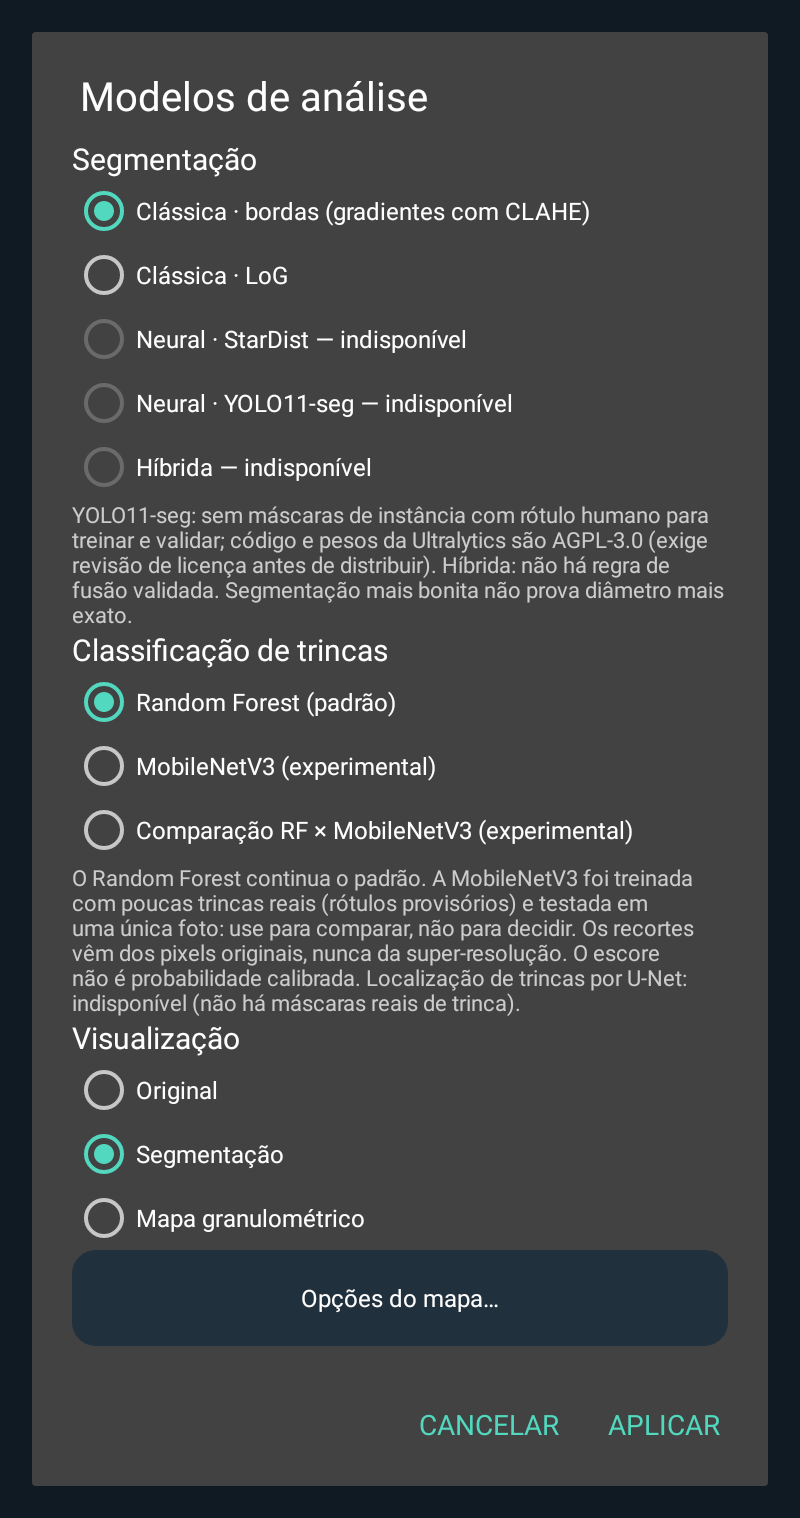 Modelos de análise
Segmentação
Clássica · bordas (gradientes com CLAHE)
Clássica · LoG
Neural · StarDist — indisponível
Neural · YOLO11-seg — indisponível
Híbrida — indisponível
YOLO11-seg: sem máscaras de instância com rótulo humano para
treinar e validar; código e pesos da Ultralytics são AGPL-3.0 (exige
revisão de licença antes de distribuir). Híbrida: não há regra de
fusão validada. Segmentação mais bonita não prova diâmetro mais
exato.
Classificação de trincas
Random Forest (padrão)
MobileNetV3 (experimental)
Comparação RF × MobileNetV3 (experimental)
O Random Forest continua o padrão. A MobileNetV3 foi treinada
com poucas trincas reais (rótulos provisórios) e testada em
uma única foto: use para comparar, não para decidir. Os recortes
vêm dos pixels originais, nunca da super-resolução. O escore
não é probabilidade calibrada. Localização de trincas por U-Net:
indisponível (não há máscaras reais de trinca).
Visualização
Original
Segmentação
Mapa granulométrico
Opções do mapa…
CANCELAR APLICAR